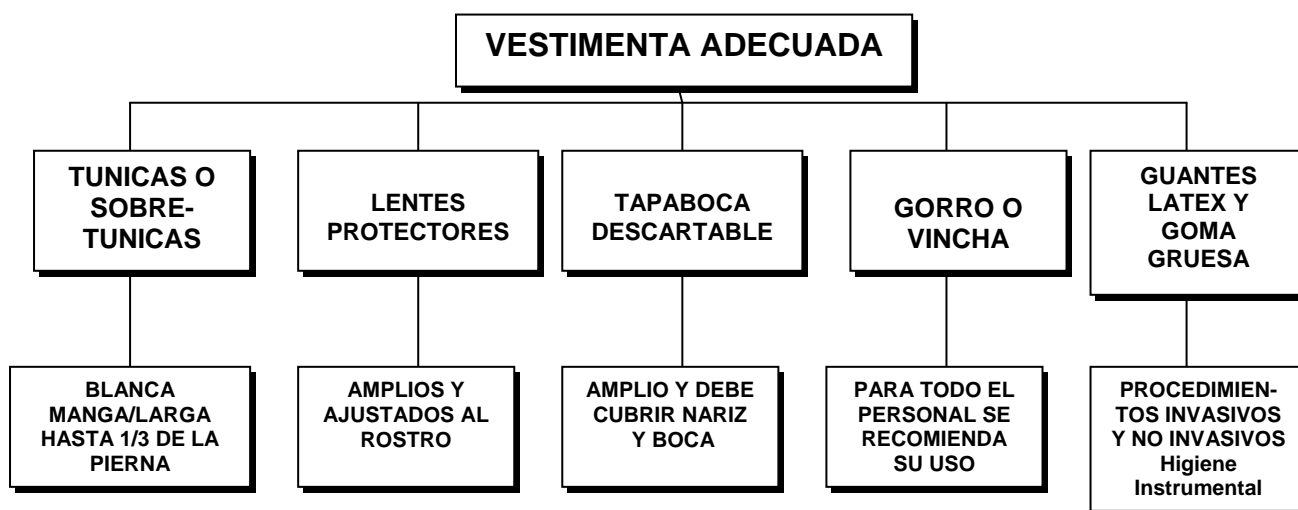 VESTIMENTA ADECUADA
TUNICAS O
SOBRE-
TUNICAS
LENTES
PROTECTORES
TAPABOCA
DESCARTABLE
GORRO O
VINCHA
GUANTES
LATEX Y
GOMA
GRUESA
BLANCA
MANGA/LARGA
HASTA 1/3 DE LA
PIERNA
AMPLIOS Y
AJUSTADOS AL
ROSTRO
AMPLIO Y DEBE
CUBRIR NARIZ
Y BOCA
PARA TODO EL
PERSONAL SE
RECOMIENDA
SU USO
PROCEDIMIEN-
TOS INVASIVOS
Y NO INVASIVOS
Higiene
Instrumental